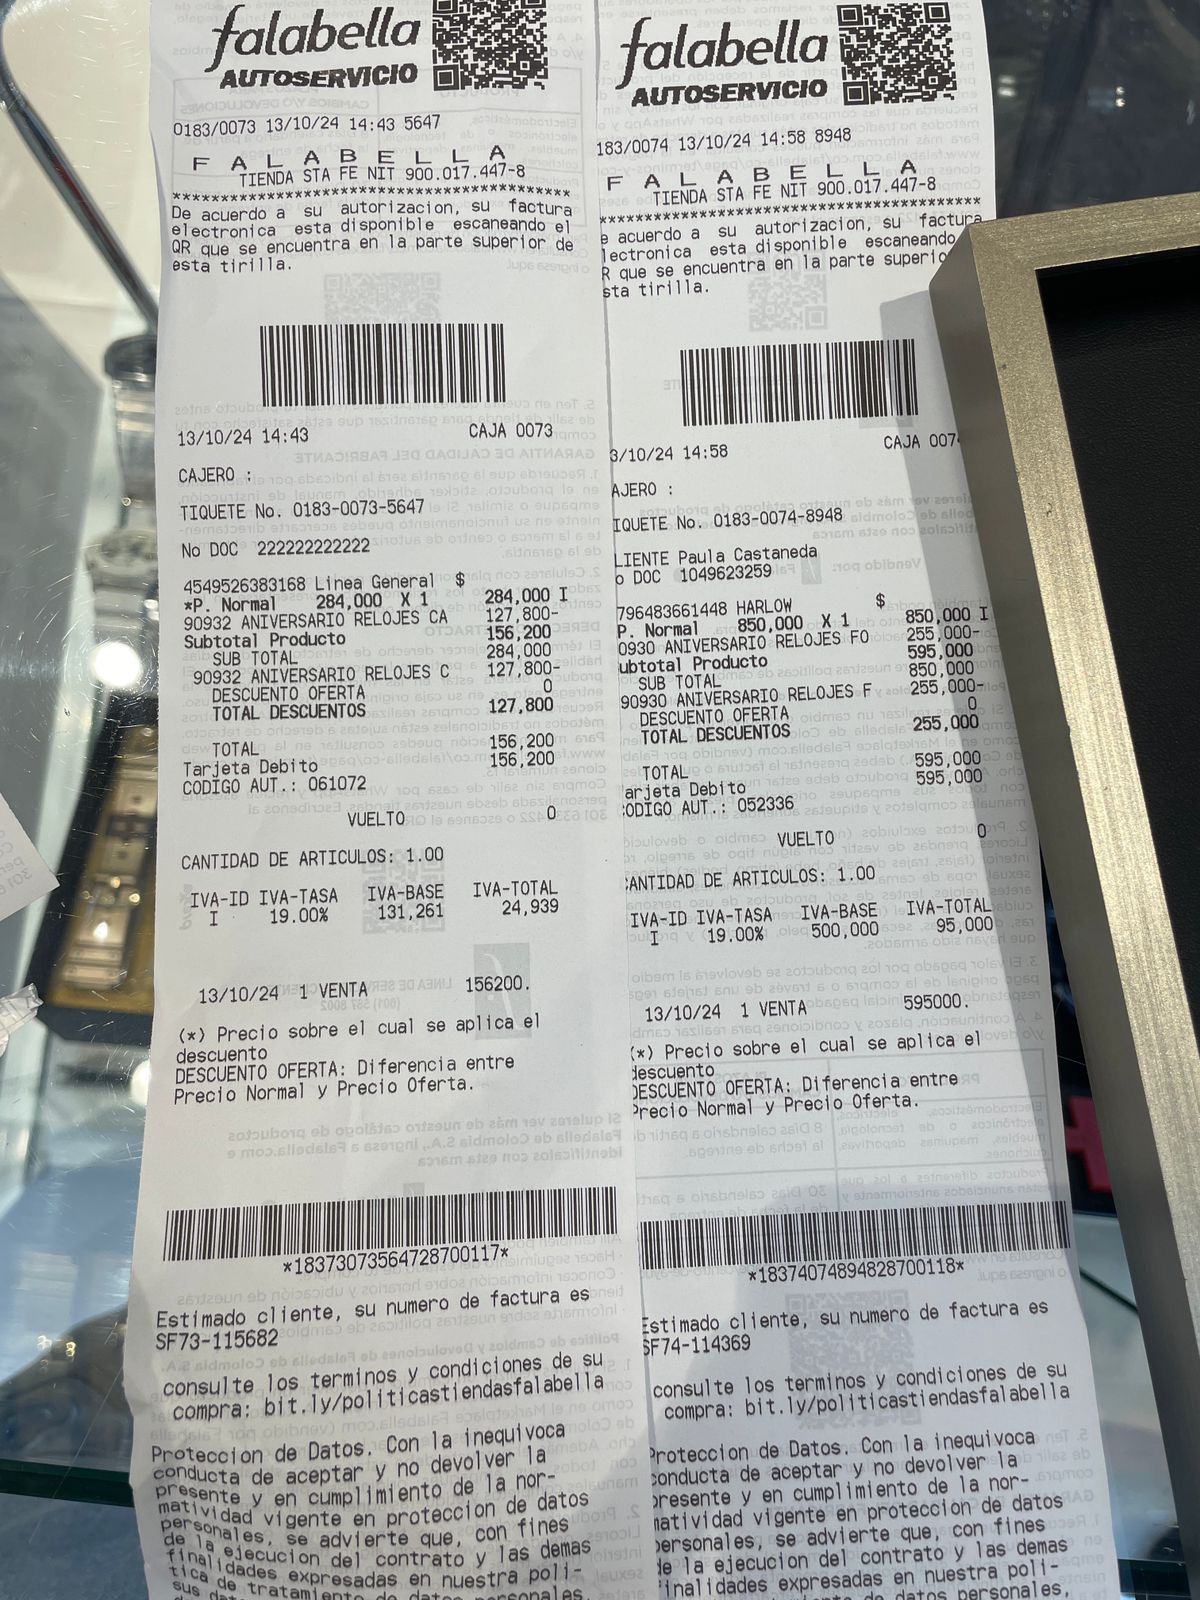 falabella
AUTOSERVICIO
0183/0073 13/10/24 14:43 5647
F A L A B E L L A
TIENDA STA FE NIT 900.017.447-8
****************************************
De acuerdo a su autorizacion, su factura
electronica esta disponible escaneando el
QR que se encuentra en la parte superior de
esta tirilla.
13/10/24 14:43 CAJA 0073
CAJERO :
TIQUETE No. 0183-0073-5647
No DOC 222222222222
4549526383168 Linea General $
*P. Normal 284,000 X 1 284,000 I
90932 ANIVERSARIO RELOJES CA 127,800-
Subtotal Producto 156,200
SUB TOTAL 284,000
90932 ANIVERSARIO RELOJES C 127,800-
DESCUENTO OFERTA 0
TOTAL DESCUENTOS 127,800
TOTAL 156,200
Tarjeta Debito 156,200
CODIGO AUT.: 061072
VUELTO 0
CANTIDAD DE ARTICULOS: 1.00
IVA-ID IVA-TASA IVA-BASE IVA-TOTAL
I 19.00% 131,261 24,939
13/10/24 1 VENTA 156200.
(*) Precio sobre el cual se aplica el
descuento
DESCUENTO OFERTA: Diferencia entre
Precio Normal y Precio Oferta.
*18373073564728700117*
Estimado cliente, su numero de factura es
SF73-115682
consulte los terminos y condiciones de su
compra: bit.ly/politicastiendasfalabella
Proteccion de Datos. Con la inequivoca
conducta de aceptar y no devolver la
presente y en cumplimiento de la nor-
matividad vigente en proteccion de datos
personales, se advierte que, con fines
de la ejecucion del contrato y las demas
finalidades expresadas en nuestra poli-
tica de tratamiento de datos personales,
falabella
AUTOSERVICIO
183/0074 13/10/24 14:58 8948
F A L A B E L L A
TIENDA STA FE NIT 900.017.447-8
****************************************
e acuerdo a su autorizacion, su factura
lectronica esta disponible escaneando
R que se encuentra en la parte superio
sta tirilla.
3/10/24 14:58 CAJA 007
AJERO :
IQUETE No. 0183-0074-8948
LIENTE Paula Castaneda
o DOC 1049623259
796483661448 HARLOW $
P. Normal 850,000 X 1 850,000 I
0930 ANIVERSARIO RELOJES FO 255,000-
ubtotal Producto 595,000
SUB TOTAL 850,000
90930 ANIVERSARIO RELOJES F 255,000-
DESCUENTO OFERTA 0
TOTAL DESCUENTOS 255,000
TOTAL 595,000
arjeta Debito 595,000
CODIGO AUT.: 052336
VUELTO 0
CANTIDAD DE ARTICULOS: 1.00
IVA-ID IVA-TASA IVA-BASE IVA-TOTAL
I 19.00% 500,000 95,000
13/10/24 1 VENTA 595000.
(*) Precio sobre el cual se aplica el
descuento
DESCUENTO OFERTA: Diferencia entre
Precio Normal y Precio Oferta.
*18374074894828700118*
Estimado cliente, su numero de factura es
SF74-114369
consulte los terminos y condiciones de su
compra: bit.ly/politicastiendasfalabella
Proteccion de Datos. Con la inequivoca
conducta de aceptar y no devolver la
presente y en cumplimiento de la nor-
matividad vigente en proteccion de datos
personales, se advierte que, con fines
de la ejecucion del contrato y las demas
inalidades expresadas en nuestra poli-
datos personales,